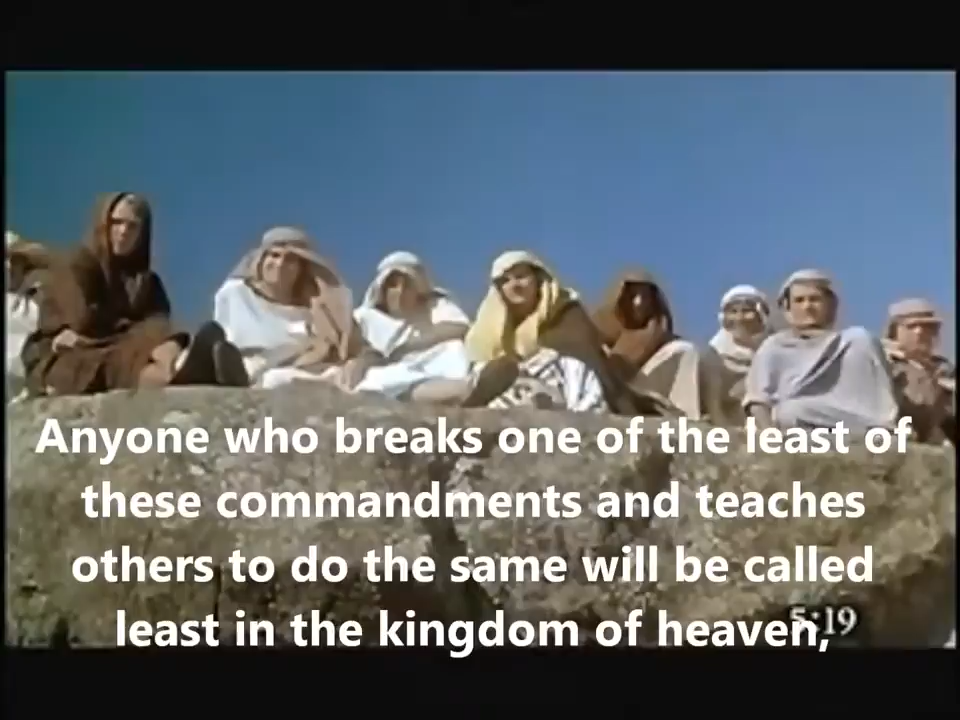 Anyone who breaks one of the least of
these commandments and teaches
others to do the same will be called
least in the kingdom of heaven,
5:19